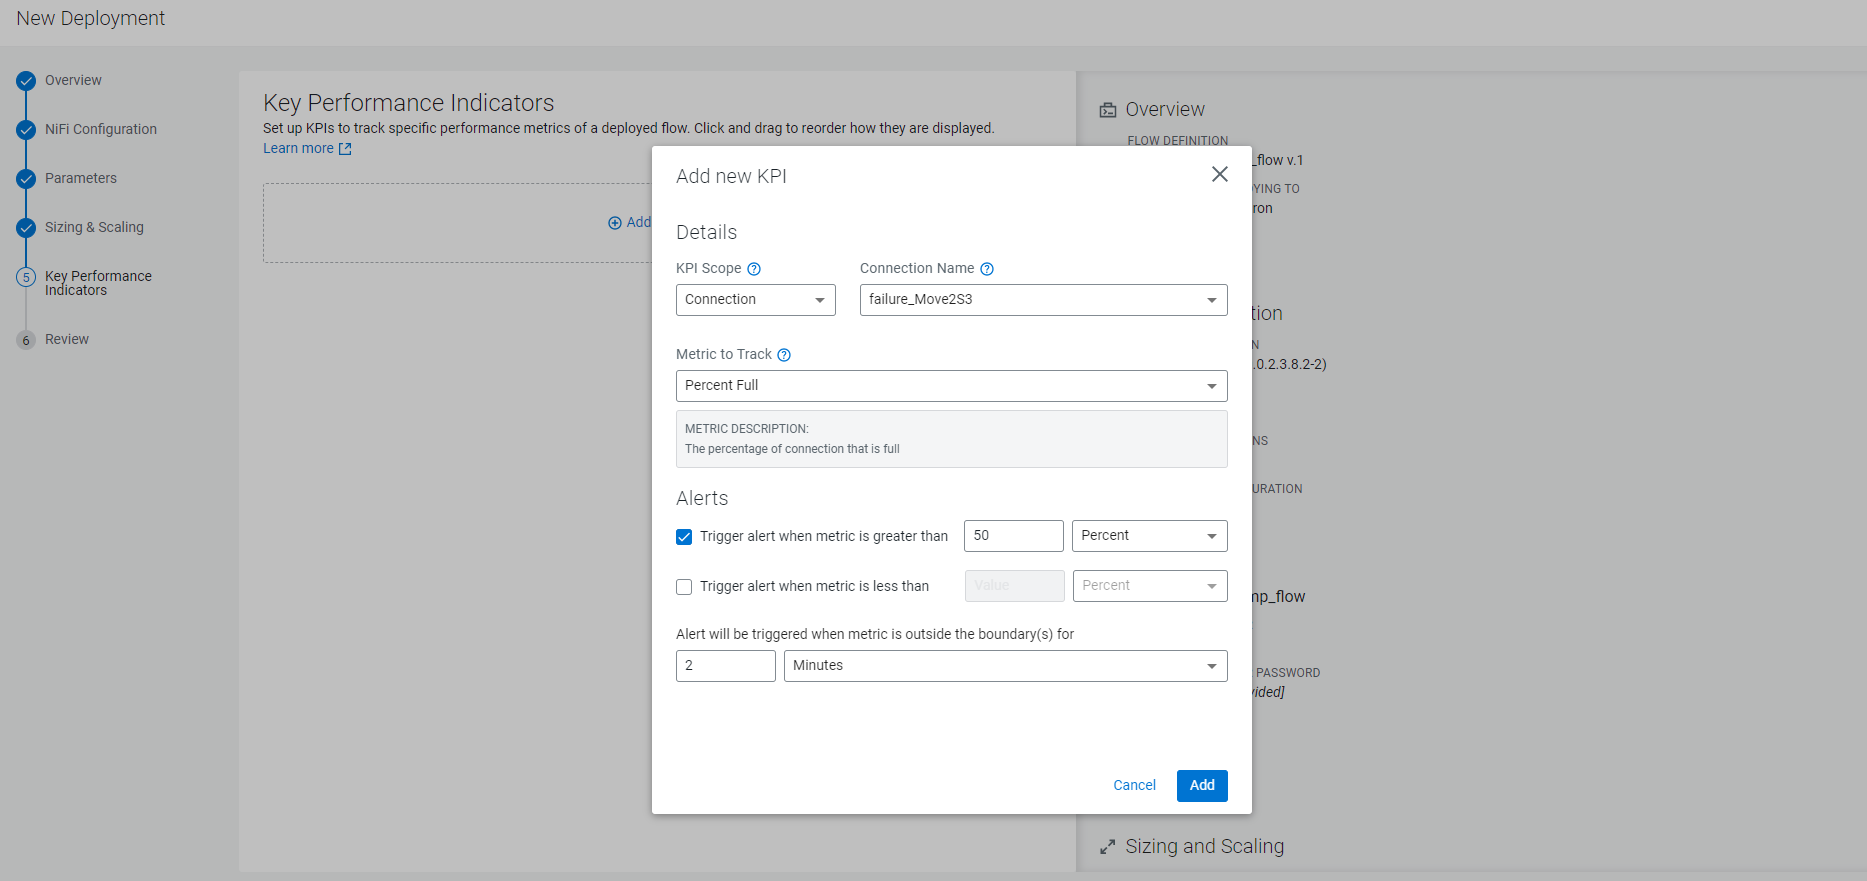 New Deployment
Overview
NiFi Configuration
Parameters
Sizing & Scaling
5 Key Performance
Indicators
6 Review
Key Performance Indicators
Set up KPIs to track specific performance metrics of a deployed flow. Click and drag to reorder how they are displayed.
Learn more
Add
Add new KPI
Details
KPI Scope ?
Connection Name ?
Connection
failure_Move2S3
Metric to Track ?
Percent Full
METRIC DESCRIPTION:
The percentage of connection that is full
Alerts
Trigger alert when metric is greater than 50 Percent
Trigger alert when metric is less than Value Percent
Alert will be triggered when metric is outside the boundary(s) for
2 Minutes
Cancel Add
Overview
FLOW DEFINITION
_flow v.1
YING TO
ron
tion
N
.0.2.3.8.2-2)
NS
URATION
mp_flow
PASSWORD
vided]
Sizing and Scaling